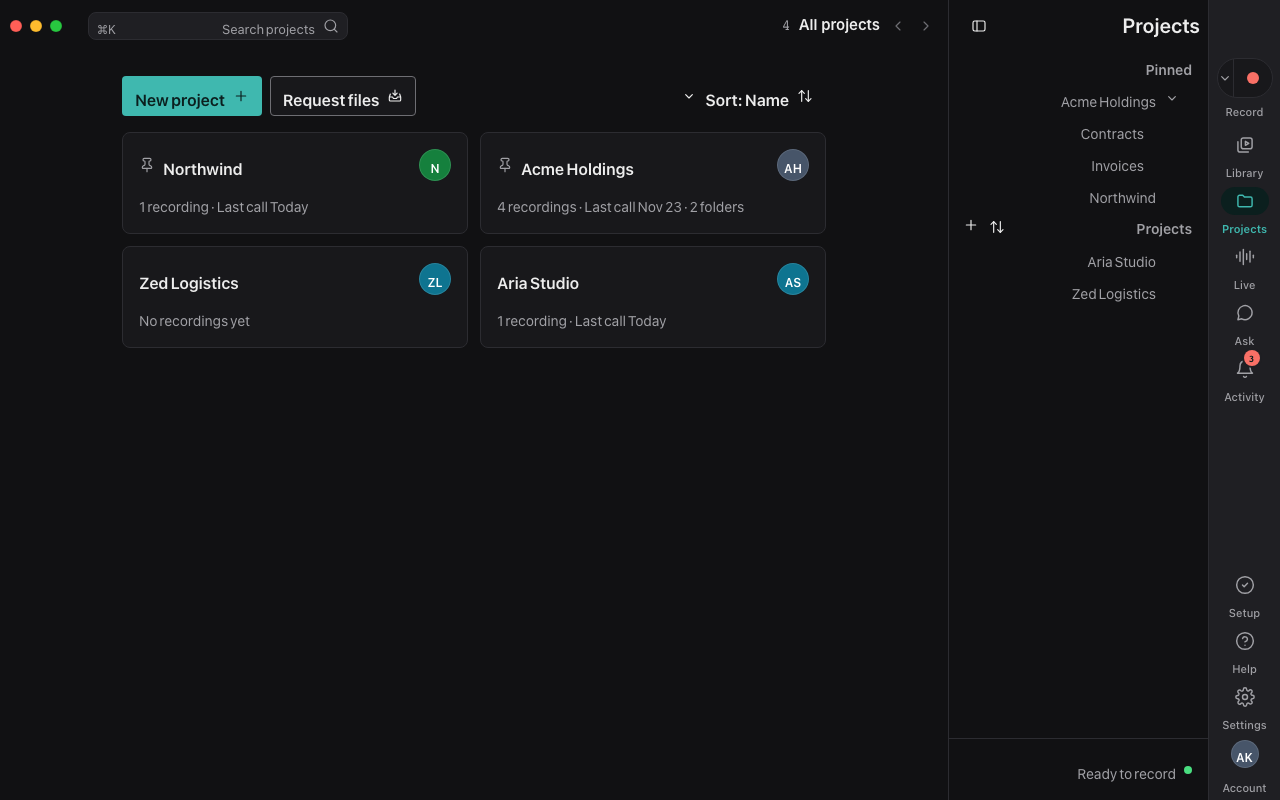 ⌘K
Search projects
4
All projects
Projects
New project
Request files
Sort: Name
Northwind
N
1 recording · Last call Today
Acme Holdings
AH
4 recordings · Last call Nov 23 · 2 folders
Zed Logistics
ZL
No recordings yet
Aria Studio
AS
1 recording · Last call Today
Pinned
Acme Holdings
Contracts
Invoices
Northwind
Projects
Aria Studio
Zed Logistics
Ready to record
Record
Library
Projects
Live
Ask
3
Activity
Setup
Help
Settings
AK
Account